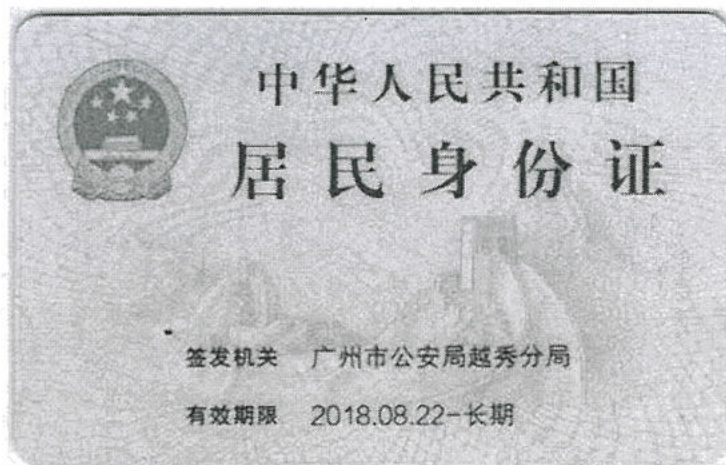 中华人民共和国
居民身份证
签发机关 广州市公安局越秀分局
有效期限 2018.08.22-长期